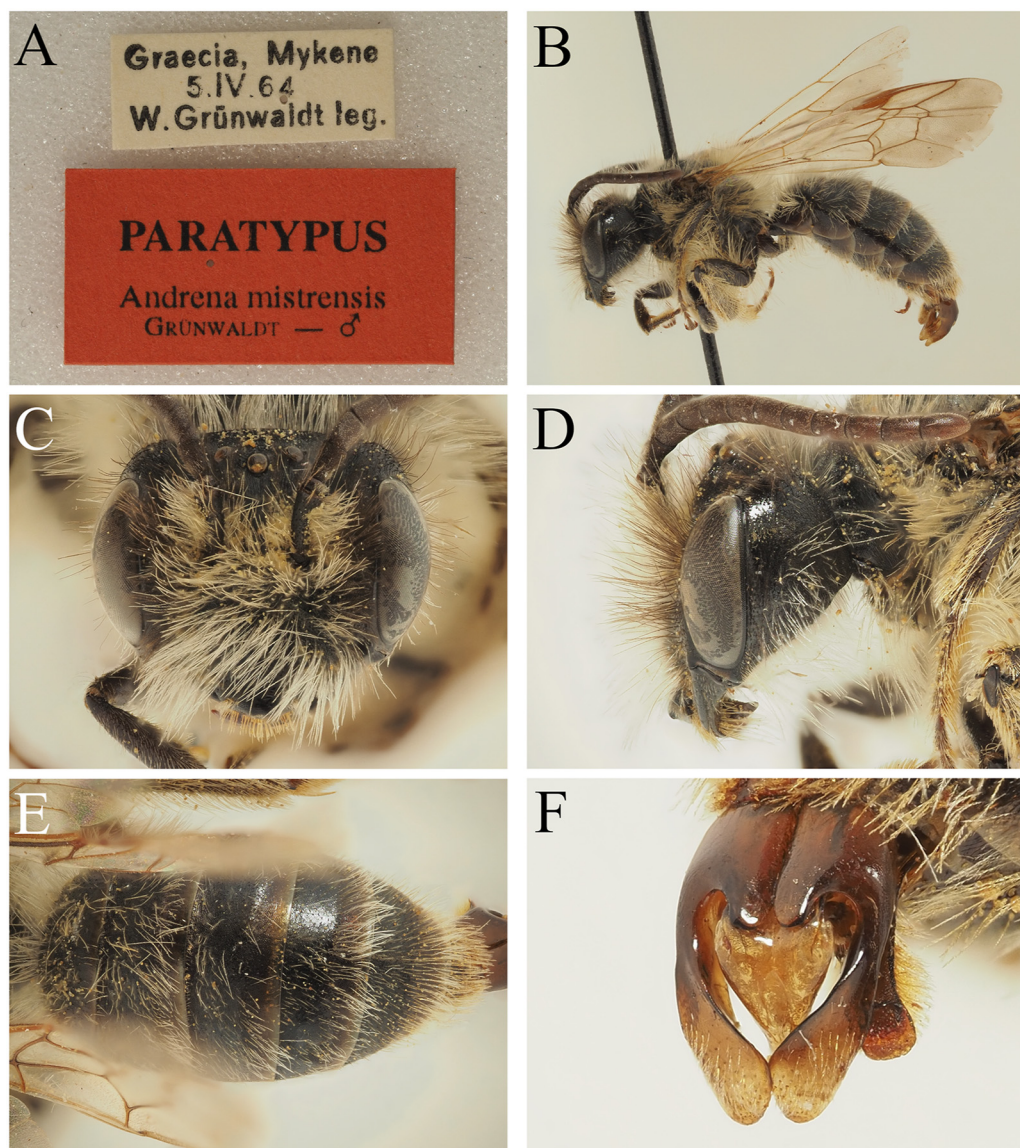 A
Graecia, Mykene
5.IV.64
W.Grünwaldt leg.
PARATYPUS
Andrena mistrensis
GRÜNWALDT — ♂
B
C
D
E
F